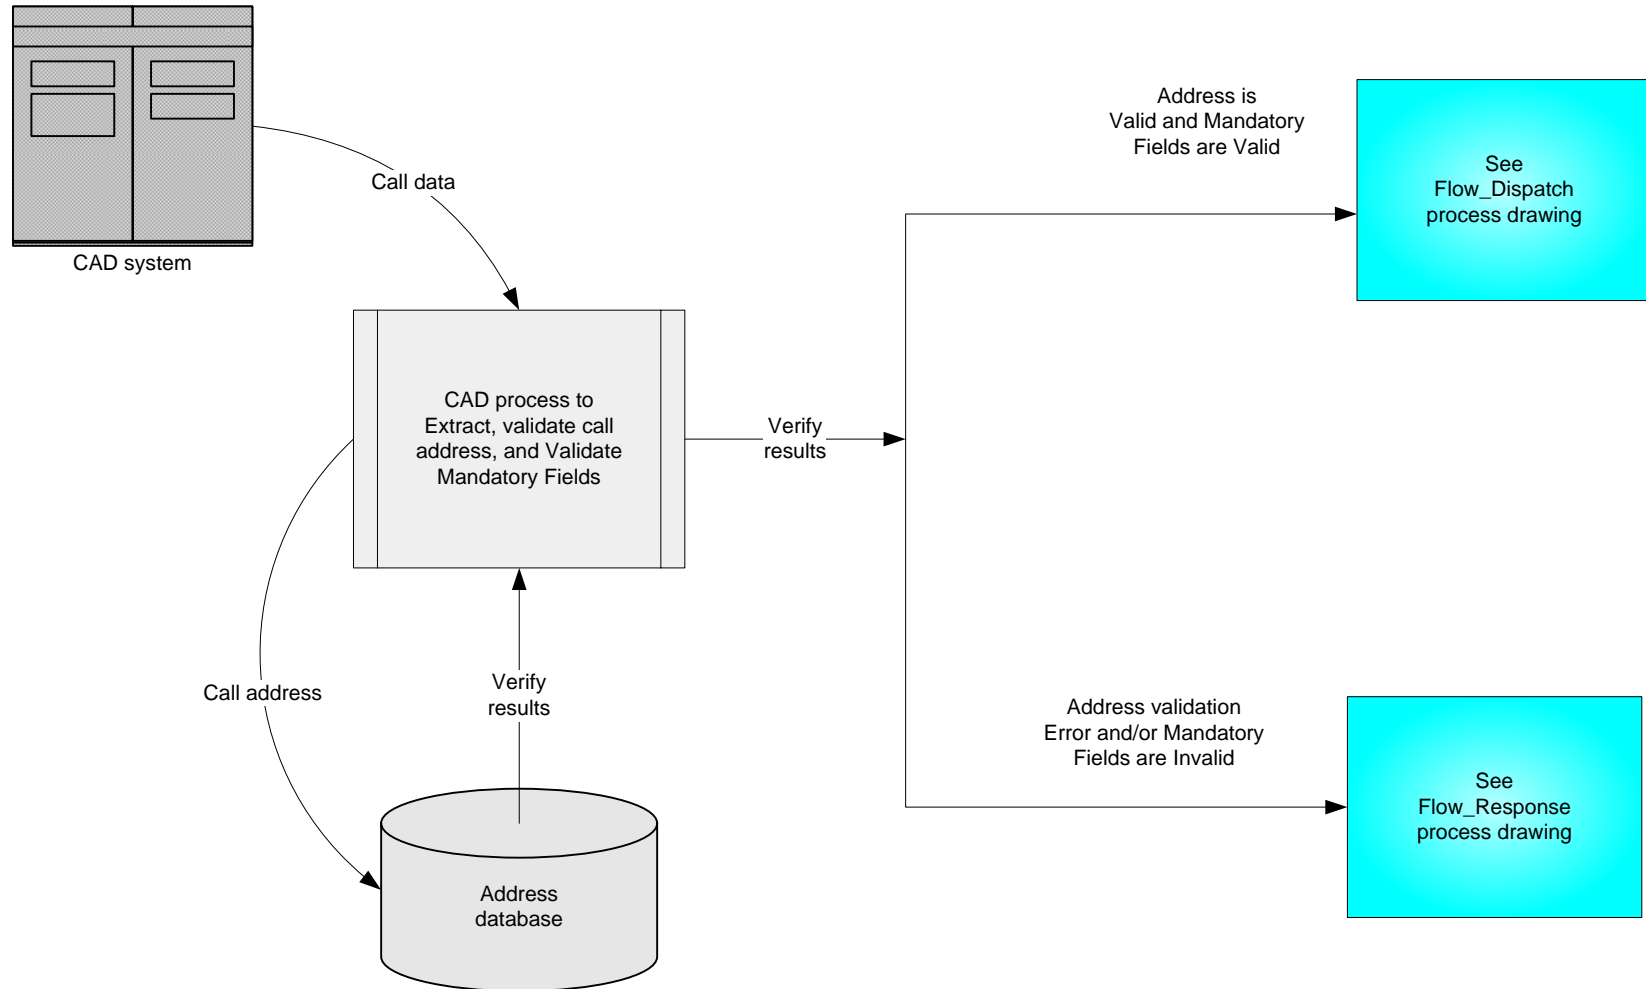 CAD system
Call data
CAD process to
Extract, validate call
address, and Validate
Mandatory Fields
Call address
Verify
results
Address
database
Verify
results
Address is
Valid and Mandatory
Fields are Valid
See
Flow_Dispatch
process drawing
Address validation
Error and/or Mandatory
Fields are Invalid
See
Flow_Response
process drawing